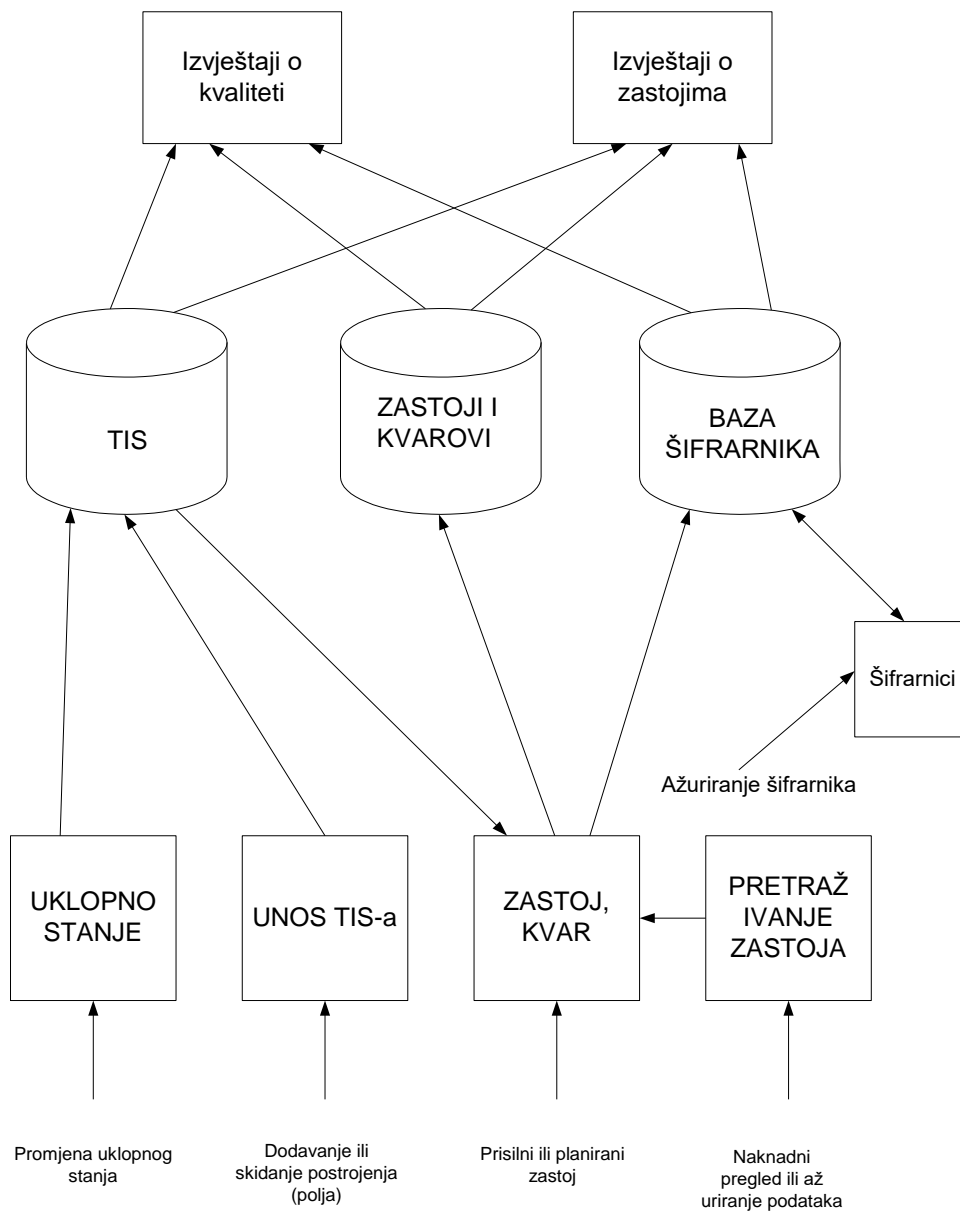 Izvještaji o
kvaliteti
Izvještaji o
zastojima
TIS
ZASTOJI I
KVAROVI
BAZA
ŠIFRARNIKA
Šifrarnici
Ažuriranje šifrarnika
UKLOPNO
STANJE
UNOS TIS-a
ZASTOJ,
KVAR
PRETRAŽ
IVANJE
ZASTOJA
Promjena uklopnog
stanja
Dodavanje ili
skidanje postrojenja
(polja)
Prisilni ili planirani
zastoj
Naknadni
pregled ili až
uriranje podataka